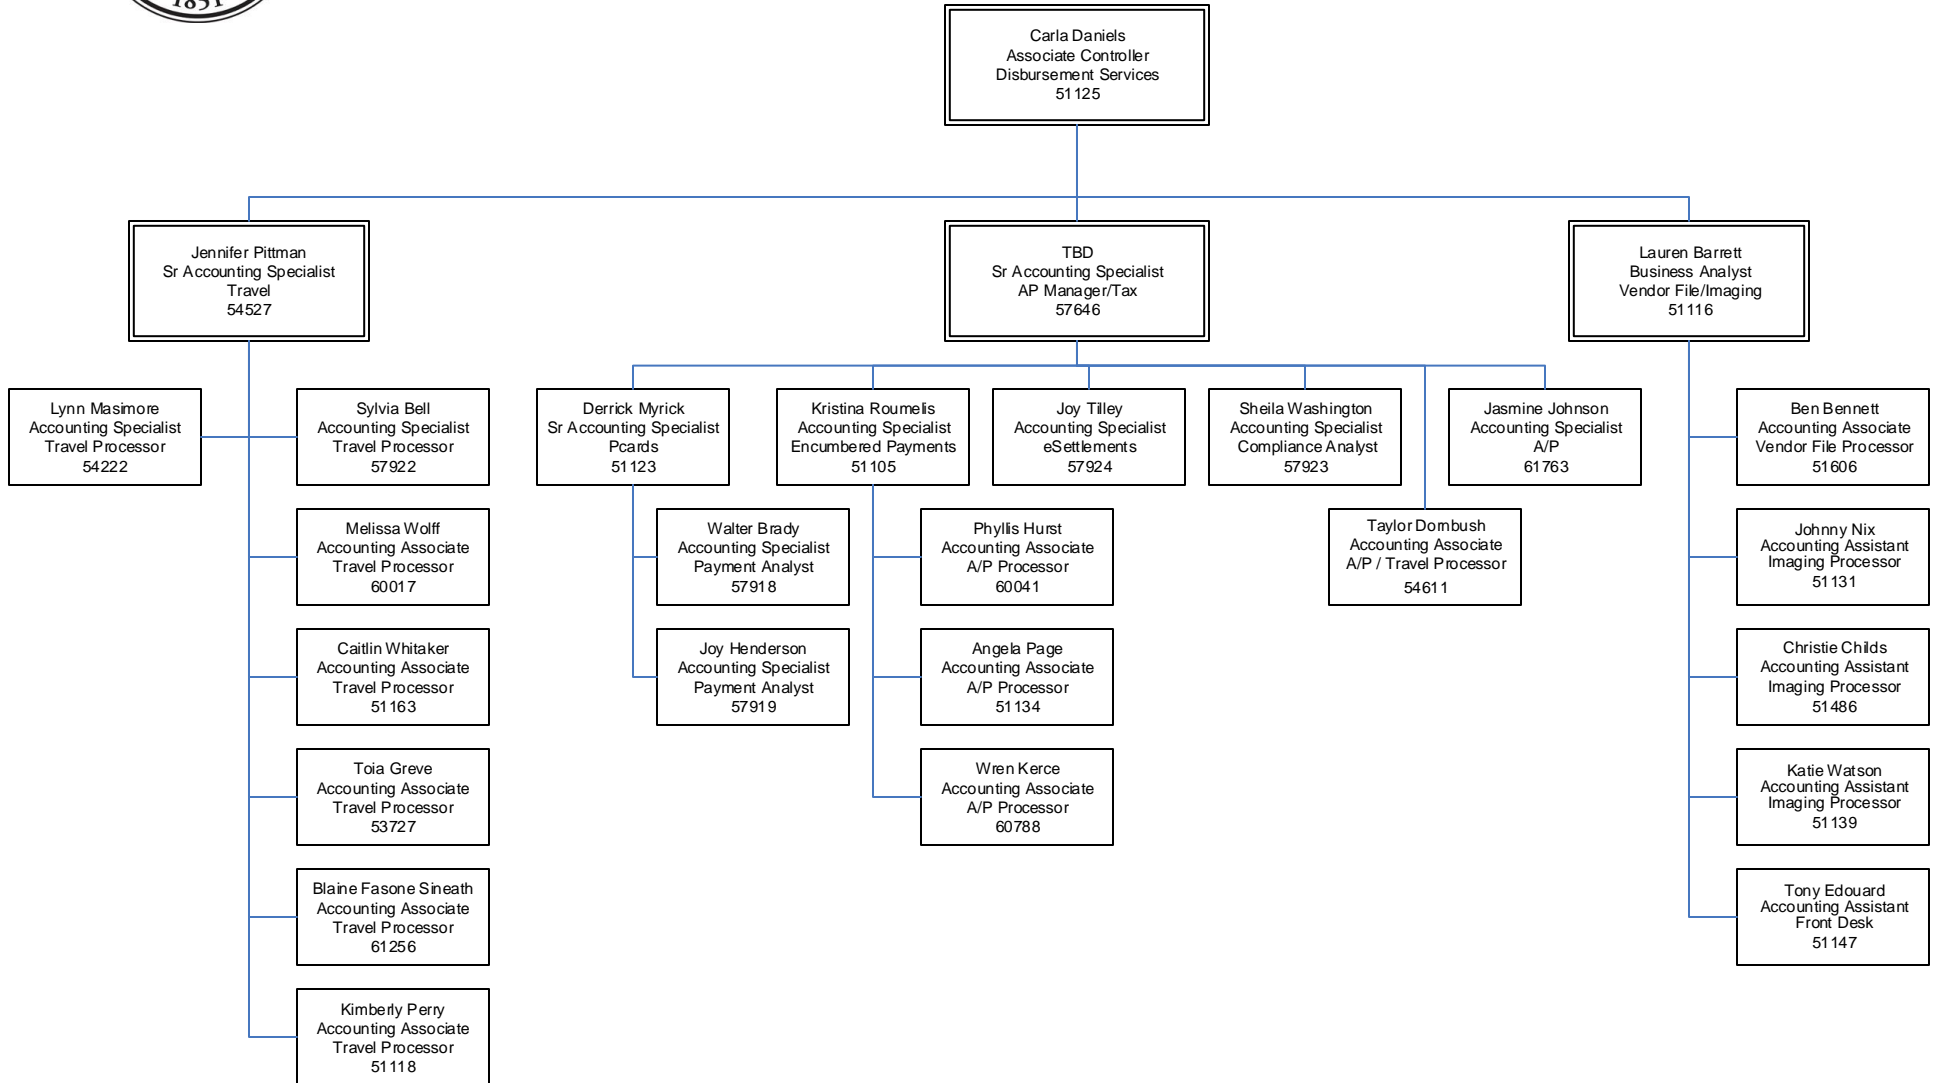 1851
Carla Daniels
Associate Controller
Disbursement Services
51125
Jennifer Pittman
Sr Accounting Specialist
Travel
54527
TBD
Sr Accounting Specialist
AP Manager/Tax
57646
Lauren Barrett
Business Analyst
Vendor File/Imaging
51116
Lynn Masimore
Accounting Specialist
Travel Processor
54222
Sylvia Bell
Accounting Specialist
Travel Processor
57922
Derrick Myrick
Sr Accounting Specialist
Pcards
51123
Kristina Roumelis
Accounting Specialist
Encumbered Payments
51105
Joy Tilley
Accounting Specialist
eSettlements
57924
Sheila Washington
Accounting Specialist
Compliance Analyst
57923
Jasmine Johnson
Accounting Specialist
A/P
61763
Ben Bennett
Accounting Associate
Vendor File Processor
51606
Melissa Wolff
Accounting Associate
Travel Processor
60017
Walter Brady
Accounting Specialist
Payment Analyst
57918
Phyllis Hurst
Accounting Associate
A/P Processor
60041
Taylor Dombush
Accounting Associate
A/P / Travel Processor
54611
Johnny Nix
Accounting Assistant
Imaging Processor
51131
Caitlin Whitaker
Accounting Associate
Travel Processor
51163
Joy Henderson
Accounting Specialist
Payment Analyst
57919
Angela Page
Accounting Associate
A/P Processor
51134
Christie Childs
Accounting Assistant
Imaging Processor
51486
Toia Greve
Accounting Associate
Travel Processor
53727
Wren Kerce
Accounting Associate
A/P Processor
60788
Katie Watson
Accounting Assistant
Imaging Processor
51139
Blaine Fasone Sineath
Accounting Associate
Travel Processor
61256
Tony Edouard
Accounting Assistant
Front Desk
51147
Kimberly Perry
Accounting Associate
Travel Processor
51118